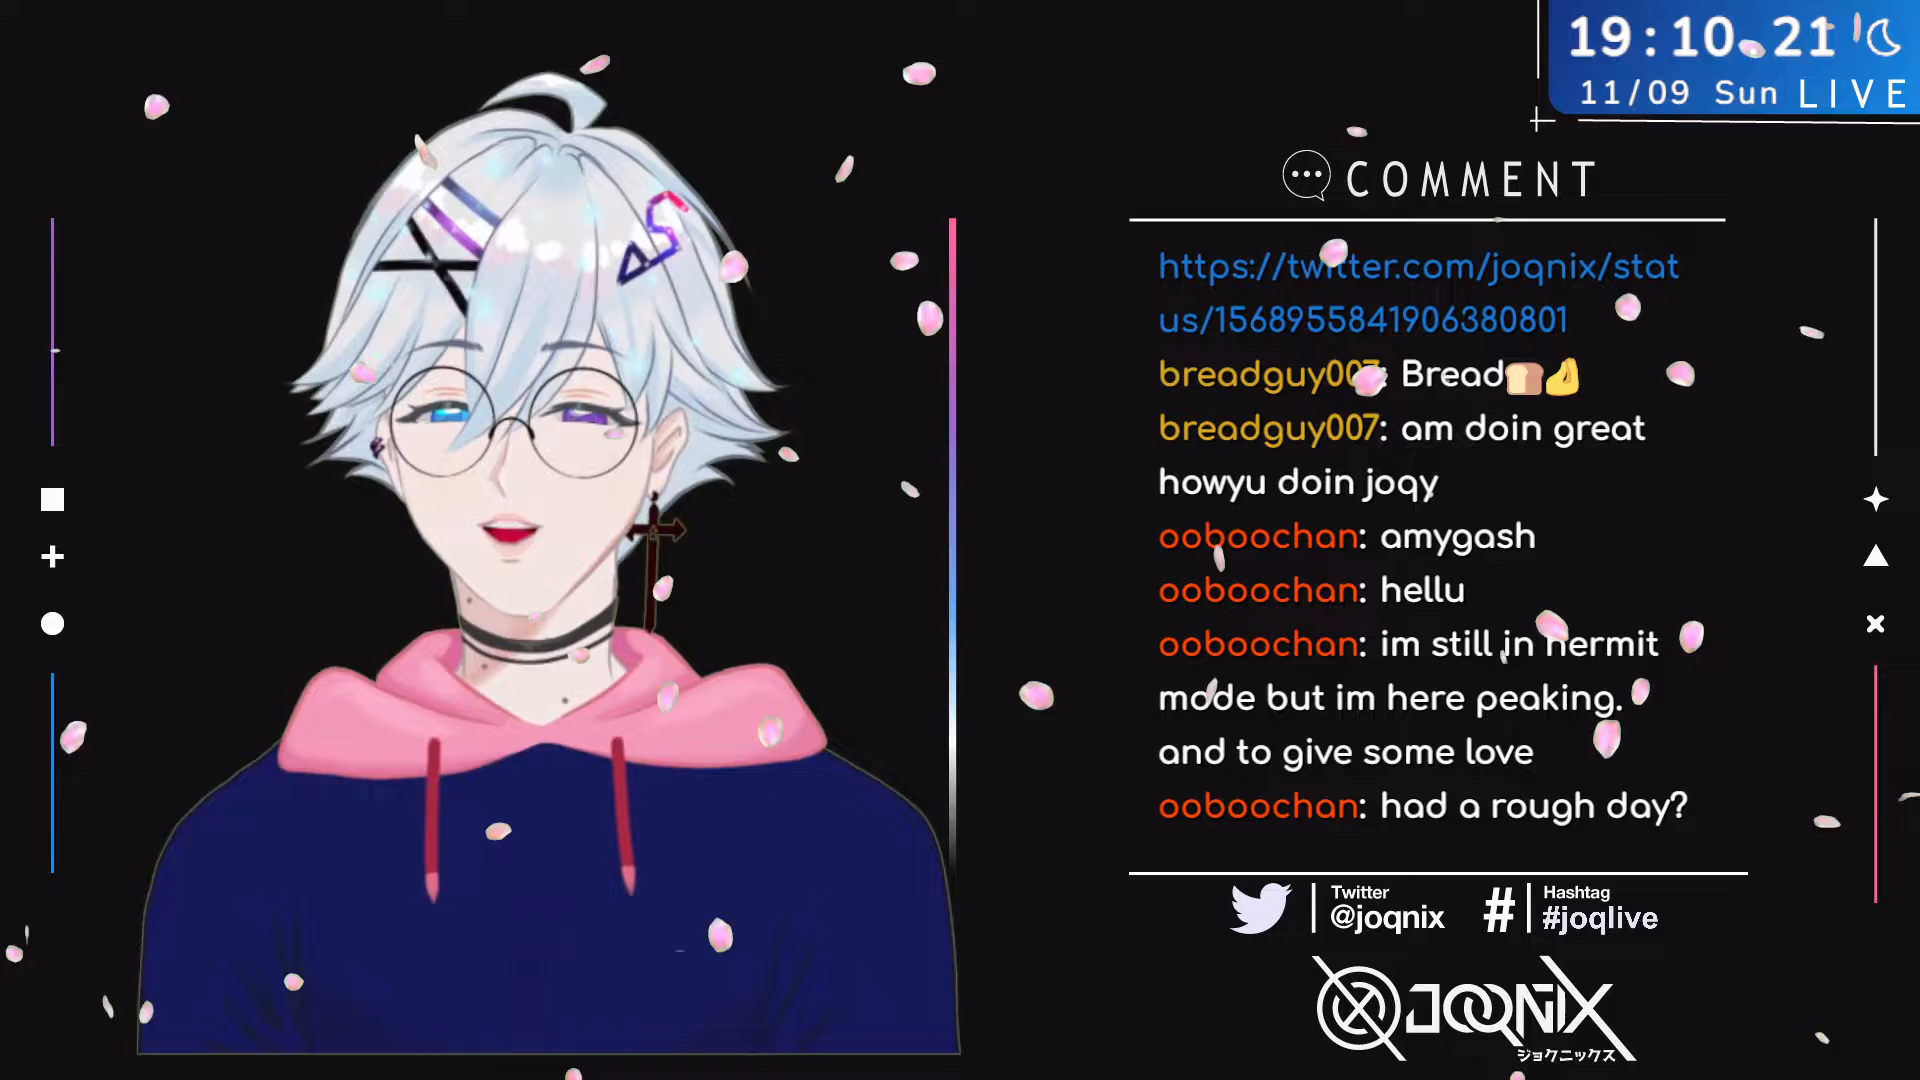 19:10.21
11/09 Sun LIVE
COMMENT
https://twitter.com/joqnix/stat
us/1568955841906380801
breadguy007: Bread🍞🤌
breadguy007: am doin great
howyu doin joqy
ooboochan: amygash
ooboochan: hellu
ooboochan: im still in hermit
mode but im here peaking.
and to give some love
ooboochan: had a rough day?
Twitter
@joqnix
#
Hashtag
#joqlive
JOQNIX
ジョクニックス